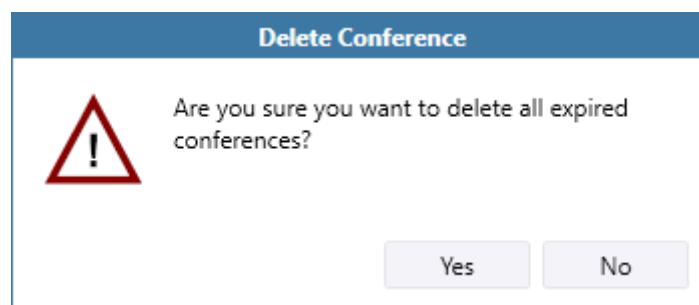 Delete Conference
Are you sure you want to delete all expired
conferences?
!
Yes
No